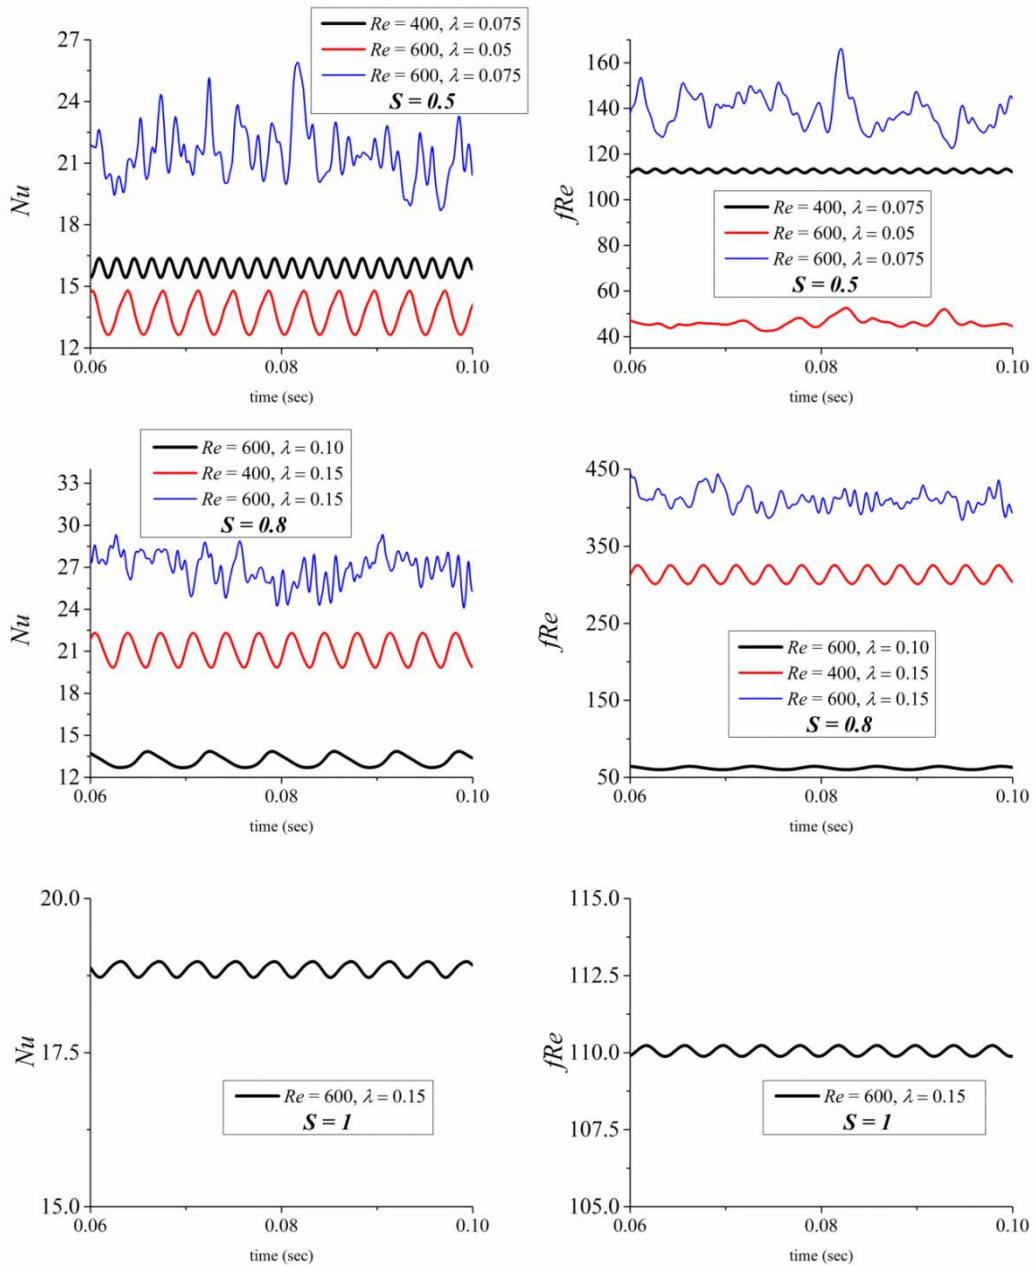 Re = 400, λ = 0.075
Re = 600, λ = 0.05
Re = 600, λ = 0.075
S = 0.5
27
24
21
18
15
12
Nu
0.06
0.08
0.10
time (sec)
160
140
120
100
80
60
40
fRe
Re = 400, λ = 0.075
Re = 600, λ = 0.05
Re = 600, λ = 0.075
S = 0.5
0.06
0.08
0.10
time (sec)
Re = 600, λ = 0.10
Re = 400, λ = 0.15
Re = 600, λ = 0.15
S = 0.8
33
30
27
24
21
18
15
12
Nu
0.06
0.08
0.10
time (sec)
450
350
250
150
50
fRe
Re = 600, λ = 0.10
Re = 400, λ = 0.15
Re = 600, λ = 0.15
S = 0.8
0.06
0.08
0.10
time (sec)
20.0
17.5
15.0
Nu
Re = 600, λ = 0.15
S = 1
0.06
0.08
0.10
time (sec)
115.0
112.5
110.0
107.5
105.0
fRe
Re = 600, λ = 0.15
S = 1
0.06
0.08
0.10
time (sec)